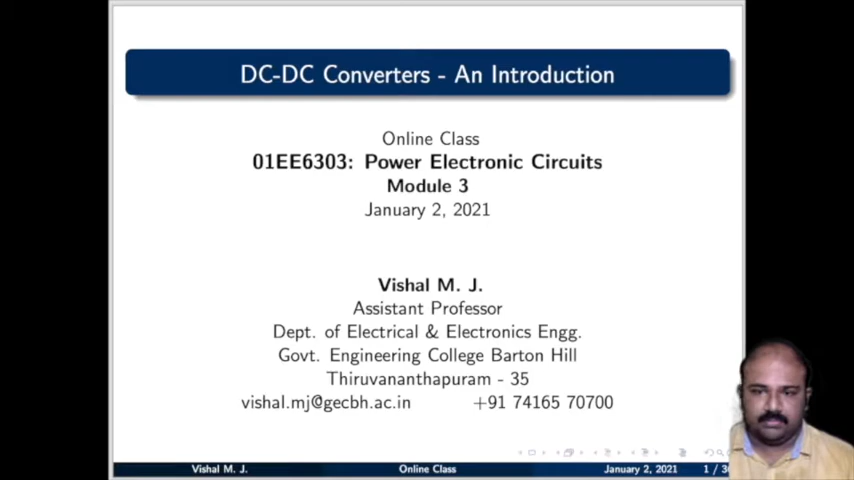 DC-DC Converters - An Introduction
Online Class
01EE6303: Power Electronic Circuits
Module 3
January 2, 2021
Vishal M. J.
Assistant Professor
Dept. of Electrical & Electronics Engg.
Govt. Engineering College Barton Hill
Thiruvananthapuram - 35
vishal.mj@gecbh.ac.in +91 74165 70700
Vishal M. J. Online Class January 2, 2021 1 /